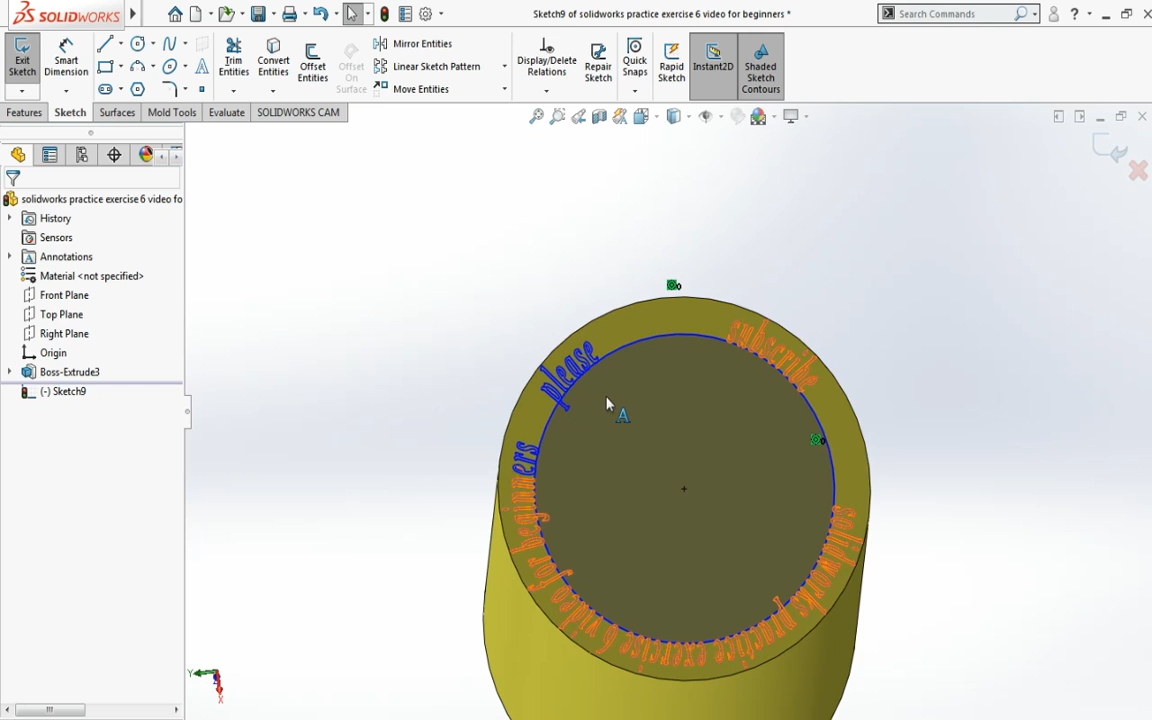 SOLIDWORKS
Sketch9 of solidworks practice exercise 6 video for beginners *
Search Commands
?
Exit Sketch
Smart Dimension
Trim Entities
Convert Entities
Offset Entities
Offset On Surface
Mirror Entities
Linear Sketch Pattern
Move Entities
Display/Delete Relations
Repair Sketch
Quick Snaps
Rapid Sketch
Instant2D
Shaded Sketch Contours
Features
Sketch
Surfaces
Mold Tools
Evaluate
SOLIDWORKS CAM
solidworks practice exercise 6 video fo
History
Sensors
Annotations
Material <not specified>
Front Plane
Top Plane
Right Plane
Origin
Boss-Extrude3
(-) Sketch9
please
subscribe
solidworks practice exercise 6 video for beginners
A
Y
X